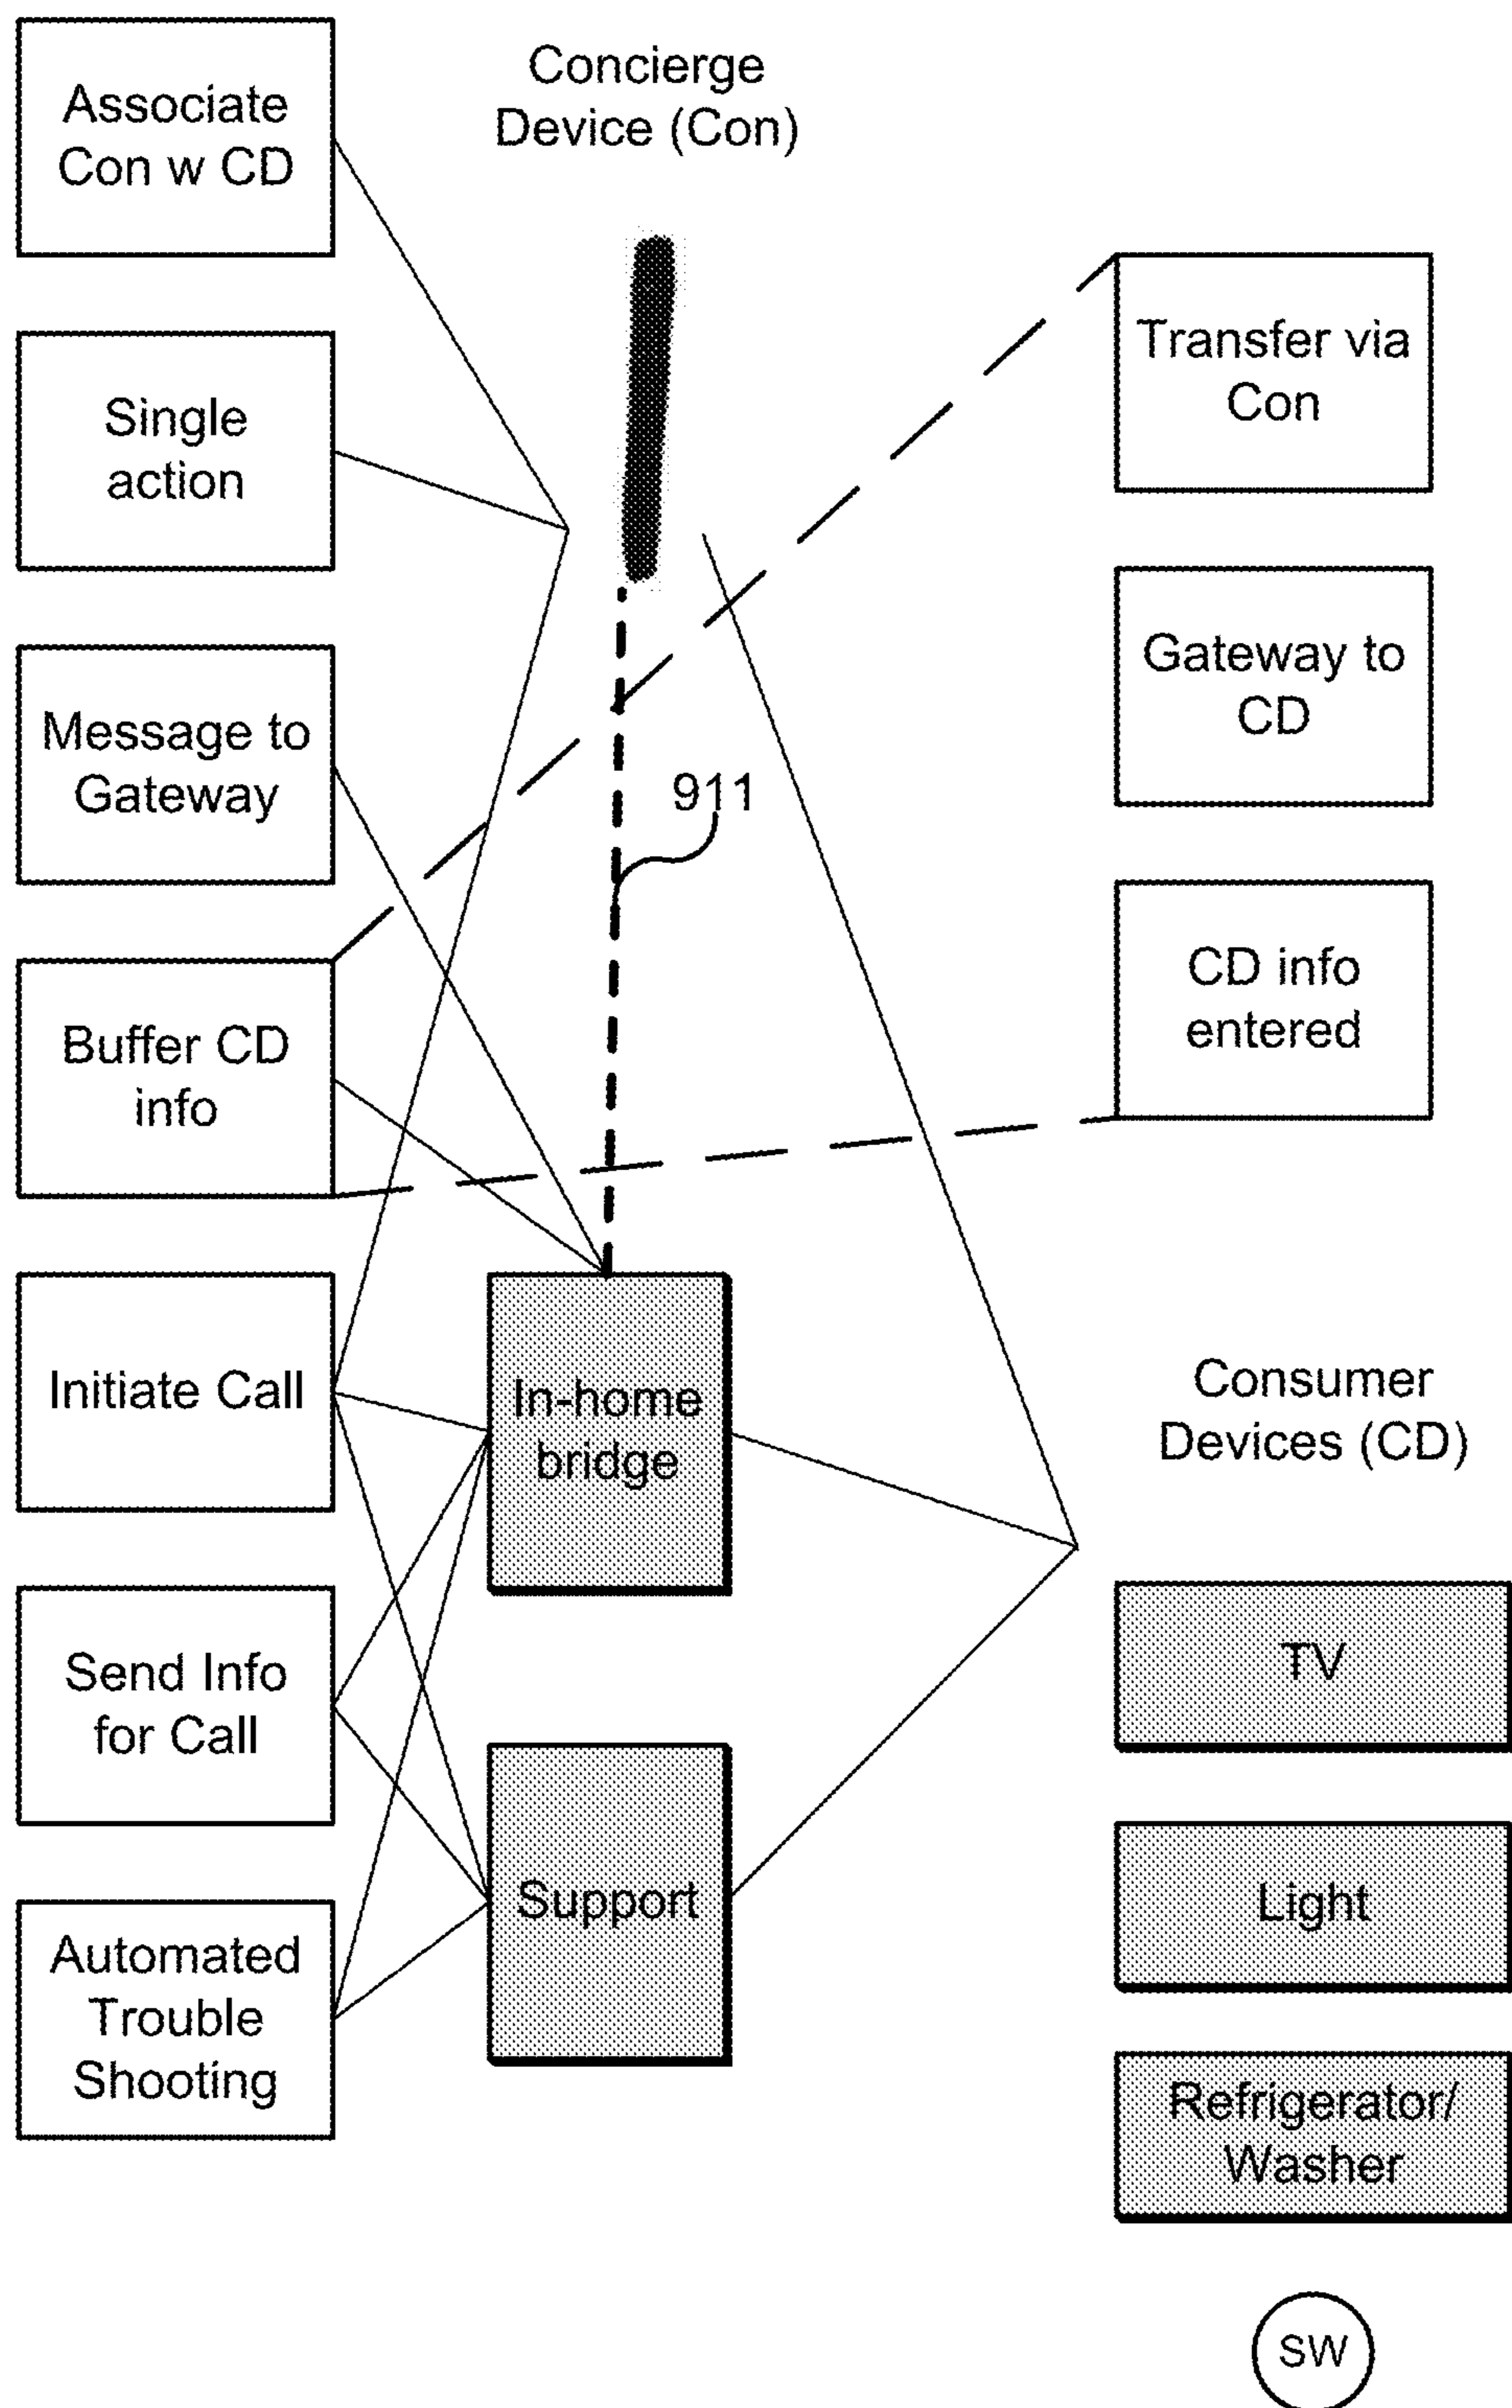 Associate
Con w CD
Single
action
Message to
Gateway
Buffer CD
info
Initiate Call
Send Info
for Call
Automated
Trouble
Shooting
Concierge
Device (Con)
911
In-home
bridge
Support
Transfer via
Con
Gateway to
CD
CD info
entered
Consumer
Devices (CD)
TV
Light
Refrigerator/
Washer
SW